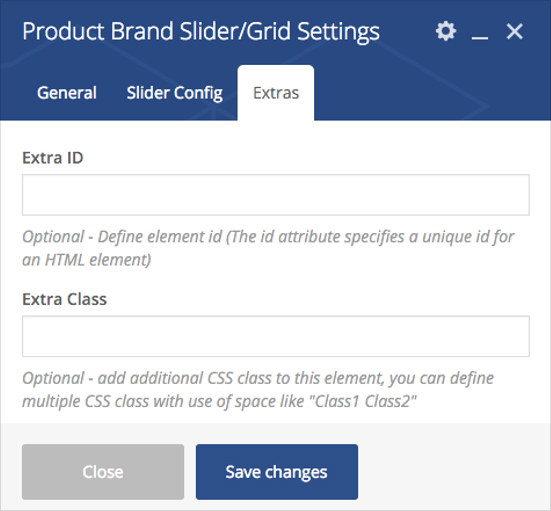 Product Brand Slider/Grid Settings
General Slider Config Extras
Extra ID
Optional - Define element id (The id attribute specifies a unique id for
an HTML element)
Extra Class
Optional - add additional CSS class to this element, you can define
multiple CSS class with use of space like "Class1 Class2"
Close Save changes